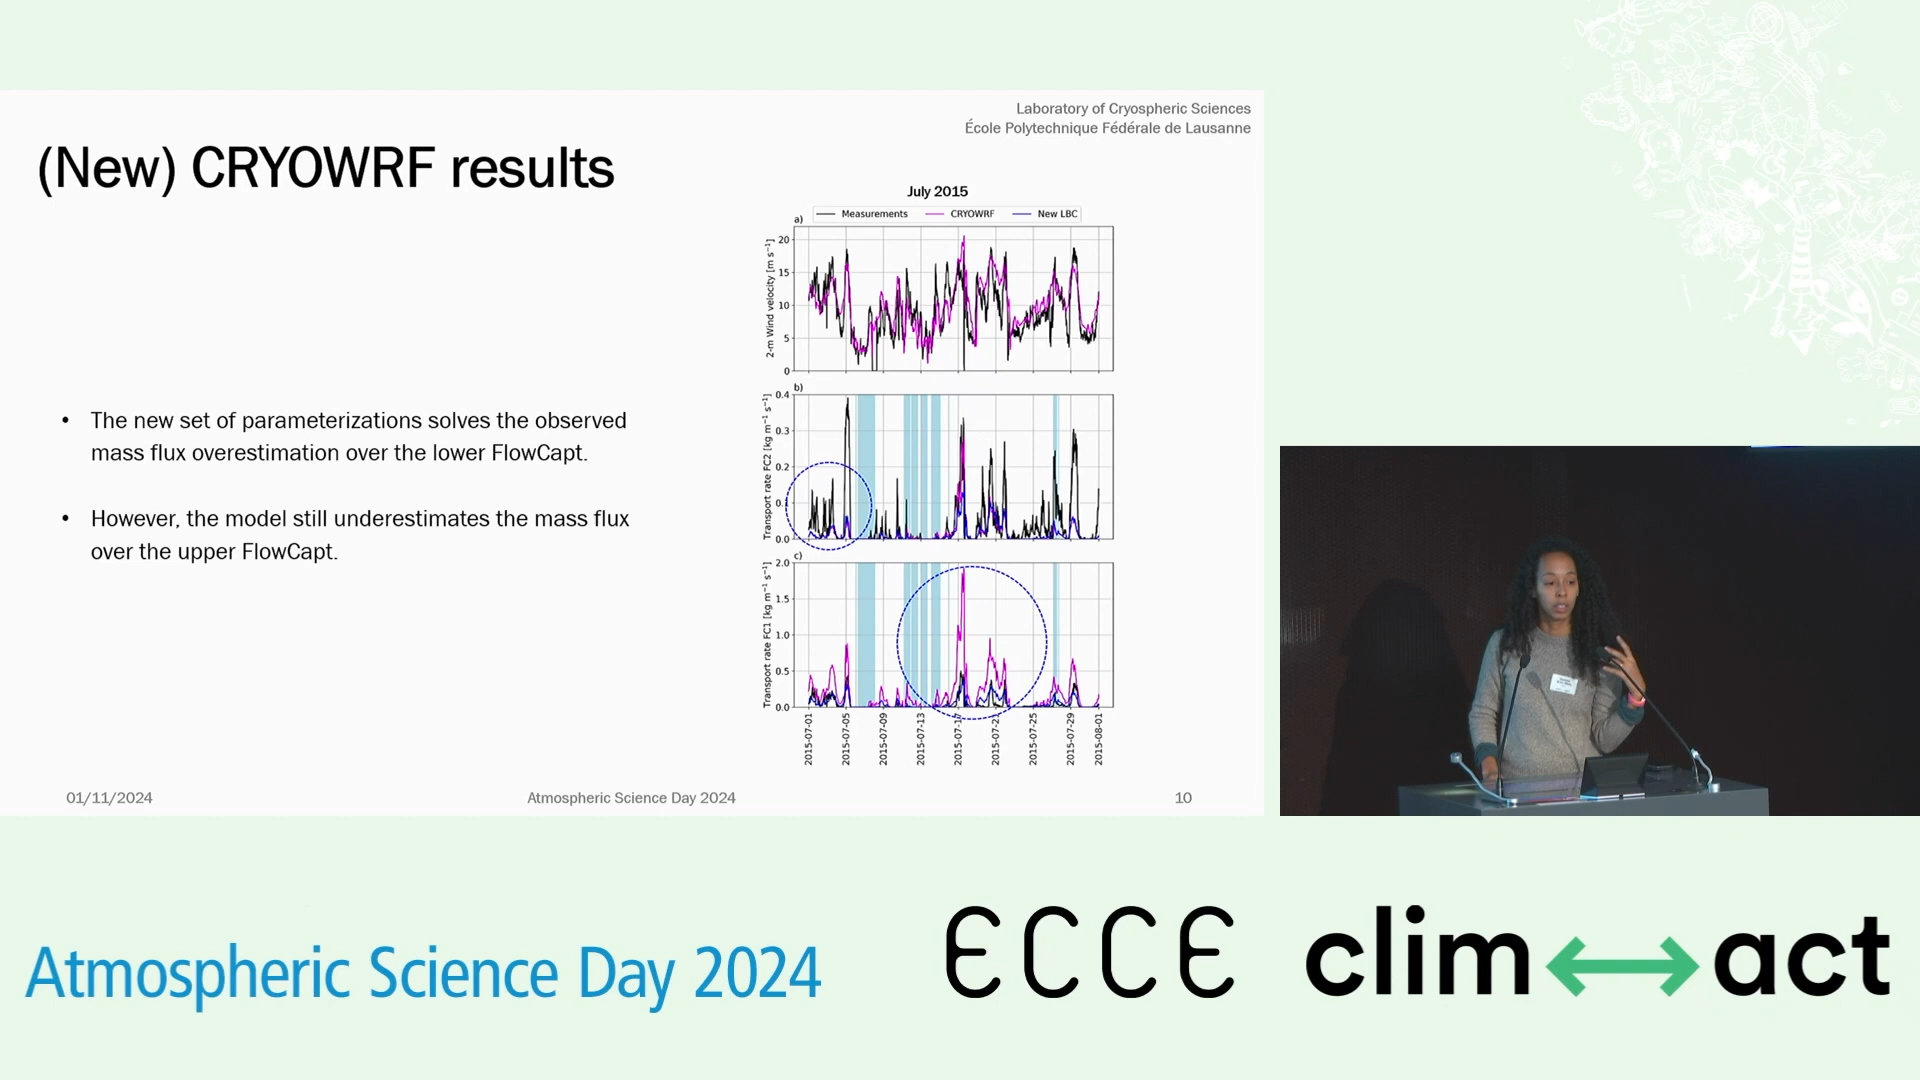 Laboratory of Cryospheric Sciences
École Polytechnique Fédérale de Lausanne
(New) CRYOWRF results
The new set of parameterizations solves the observed
mass flux overestimation over the lower FlowCapt.
However, the model still underestimates the mass flux
over the upper FlowCapt.
July 2015
Measurements CRYOWRF New LBC
a)
2-m Wind velocity [m s⁻¹]
20
15
10
5
0
b)
Transport rate FC2 [kg m⁻¹ s⁻¹]
0.4
0.3
0.2
0.0
c)
Transport rate FC1 [kg m⁻¹ s⁻¹]
2.0
1.5
1.0
0.5
0.0
2015-07-01
2015-07-05
2015-07-09
2015-07-13
2015-07-25
2015-07-29
2015-08-01
01/11/2024
Atmospheric Science Day 2024
10
Atmospheric Science Day 2024
ECCE
clim act